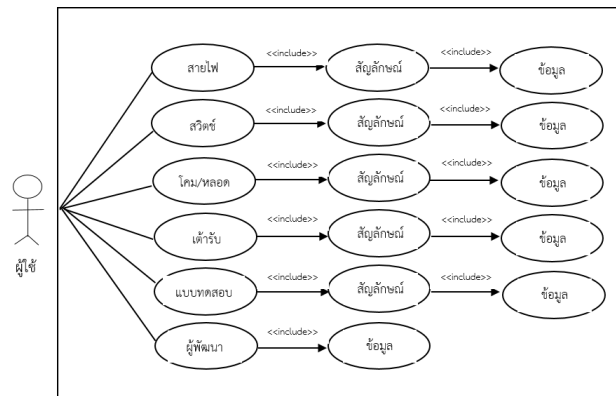 <<include>> <<include>>
สายไฟ สัญลักษณ์ ข้อมูล
<<include>> <<include>>
สวิตช์ สัญลักษณ์ ข้อมูล
<<include>> <<include>>
โคม/หลอด สัญลักษณ์ ข้อมูล
<<include>> <<include>>
เต้ารับ สัญลักษณ์ ข้อมูล
ผู้ใช้
<<include>> <<include>>
แบบทดสอบ สัญลักษณ์ ข้อมูล
<<include>>
ผู้พัฒนา ข้อมูล